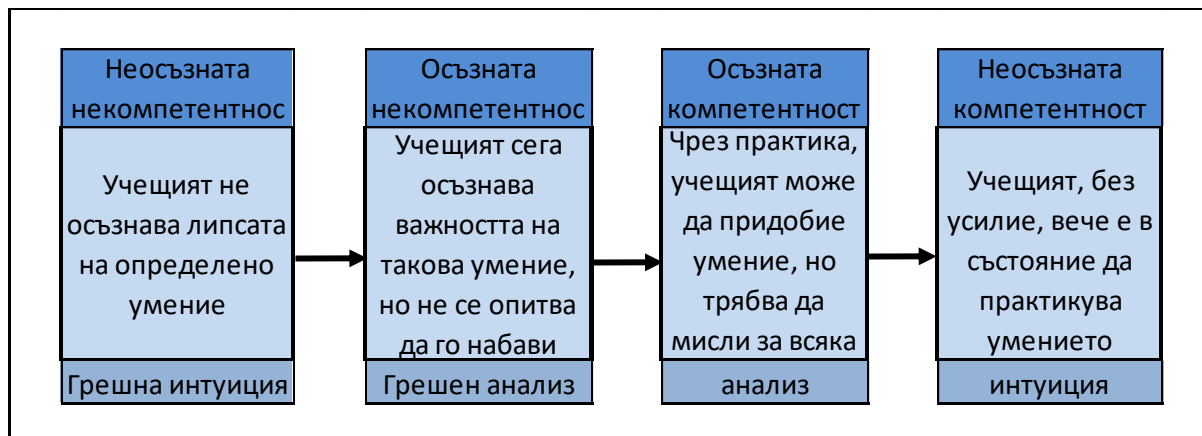 Неосъзната
некомпетентнос
Учещият не
осъзнава липсата
на определено
умение
Грешна интуиция
Осъзната
некомпетентнос
Учещият сега
осъзнава
важността на
такова умение,
но не се опитва
да го набави
Грешен анализ
Осъзната
компетентност
Чрез практика,
учещият може
да придобие
умение, но
трябва да
мисли за всяка
анализ
Неосъзната
компетентност
Учещият, без
усилие, вече е в
състояние да
практикува
умението
интуиция